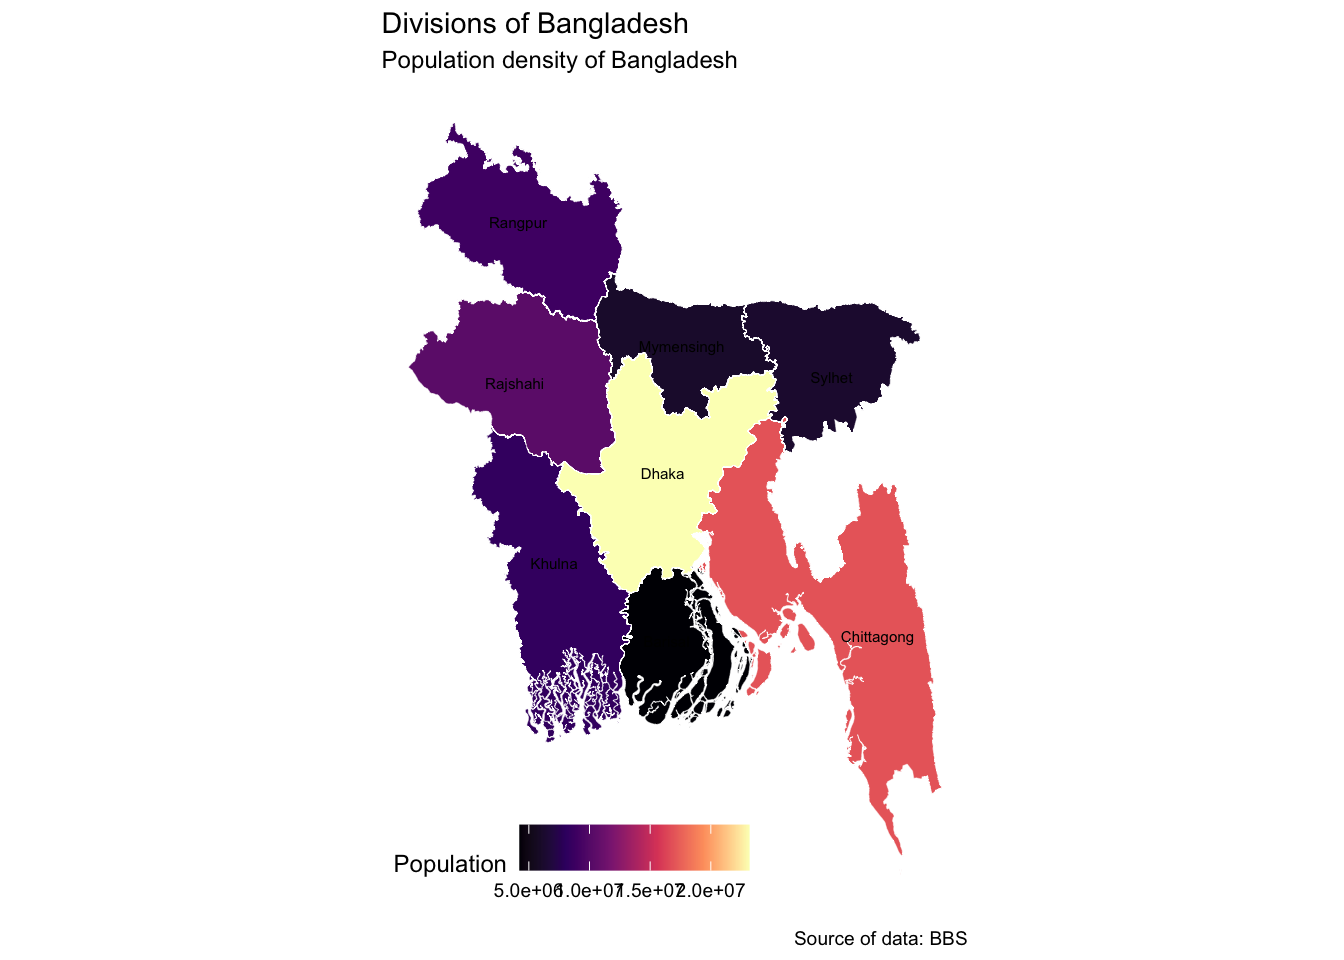 Divisions of Bangladesh
Population density of Bangladesh
Rangpur
Mymensingh
Sylhet
Rajshahi
Dhaka
Khulna
Chittagong
Population
5.0e+06 1.0e+07 1.5e+07 2.0e+07
Source of data: BBS